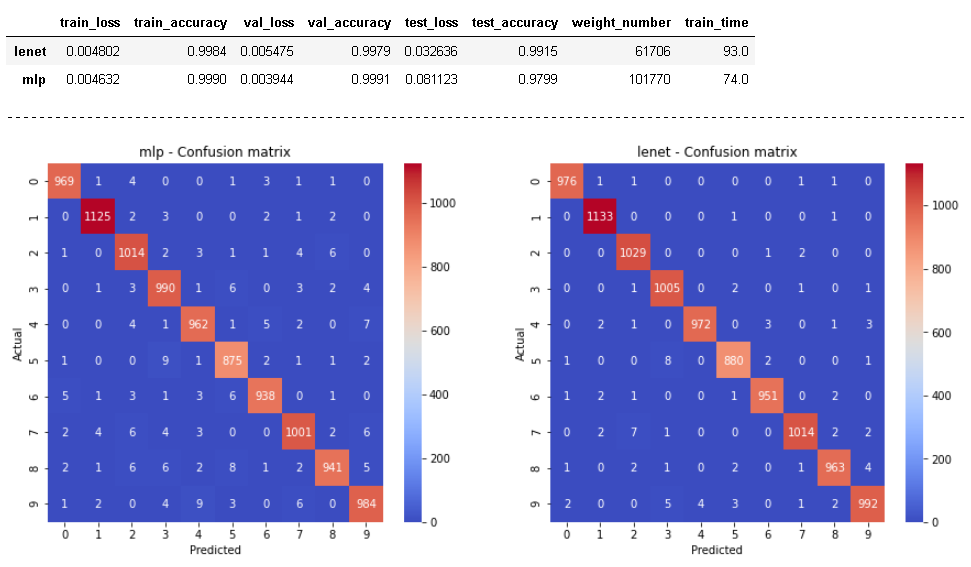 train_loss train_accuracy val_loss val_accuracy test_loss test_accuracy weight_number train_time
lenet 0.004802 0.9984 0.005475 0.9979 0.032636 0.9915 61706 93.0
mlp 0.004632 0.9990 0.003944 0.9991 0.081123 0.9799 101770 74.0
mlp - Confusion matrix
0 969 1 4 0 0 1 3 1 1 0
1 0 1125 2 3 0 0 2 1 2 0
2 1 0 1014 2 3 1 1 4 6 0
3 0 1 3 990 1 6 0 3 2 4
4 0 0 4 1 962 1 5 2 0 7
5 1 0 0 9 1 875 2 1 1 2
6 5 1 3 1 3 6 938 0 1 0
7 2 4 6 4 3 0 0 1001 2 6
8 2 1 6 6 2 8 1 2 941 5
9 1 2 0 4 9 3 0 6 0 984
0 1 2 3 4 5 6 7 8 9
Predicted
Actual
1000
800
600
400
200
0
lenet - Confusion matrix
0 976 1 1 0 0 0 0 1 1 0
1 0 1133 0 0 0 1 0 0 1 0
2 0 0 1029 0 0 0 1 2 0 0
3 0 0 1 1005 0 2 0 1 0 1
4 0 2 1 0 972 0 3 0 1 3
5 1 0 0 8 0 880 2 0 0 1
6 1 2 1 0 0 1 951 0 2 0
7 0 2 7 1 0 0 0 1014 2 2
8 1 0 2 1 0 2 0 1 963 4
9 2 0 0 5 4 3 0 1 2 992
0 1 2 3 4 5 6 7 8 9
Predicted
Actual
1000
800
600
400
200
0